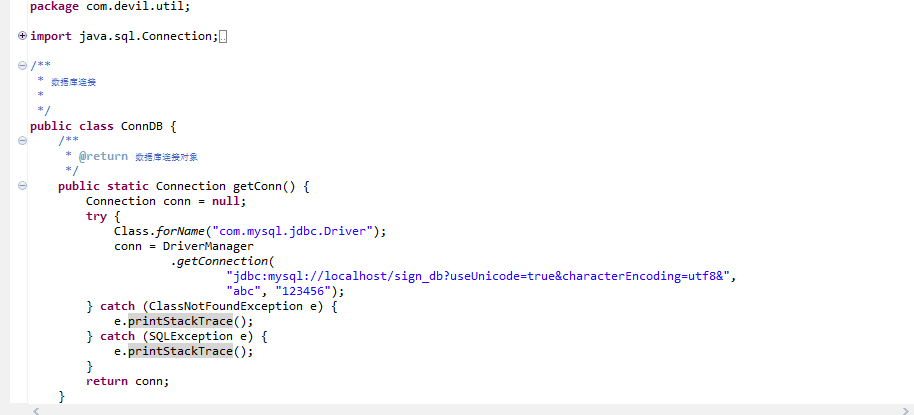 package com.devil.util;
import java.sql.Connection;
/**
* 数据库连接
*
*/
public class ConnDB {
/**
* @return 数据库连接对象
*/
public static Connection getConn() {
Connection conn = null;
try {
Class.forName("com.mysql.jdbc.Driver");
conn = DriverManager
.getConnection(
"jdbc:mysql://localhost/sign_db?useUnicode=true&characterEncoding=utf8&",
"abc", "123456");
} catch (ClassNotFoundException e) {
e.printStackTrace();
} catch (SQLException e) {
e.printStackTrace();
}
return conn;
}